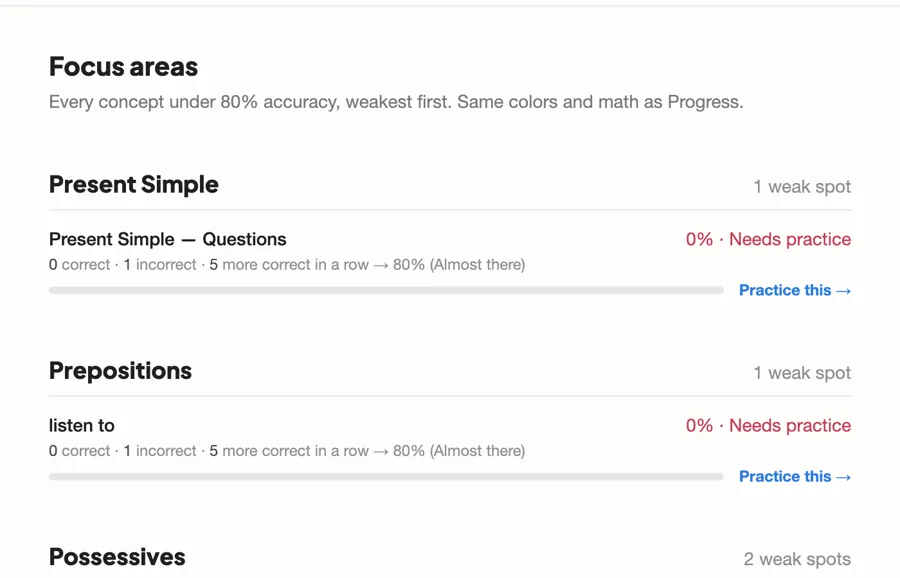 Focus areas
Every concept under 80% accuracy, weakest first. Same colors and math as Progress.
Present Simple
1 weak spot
Present Simple — Questions
0% · Needs practice
0 correct · 1 incorrect · 5 more correct in a row → 80% (Almost there)
Practice this →
Prepositions
1 weak spot
listen to
0% · Needs practice
0 correct · 1 incorrect · 5 more correct in a row → 80% (Almost there)
Practice this →
Possessives
2 weak spots